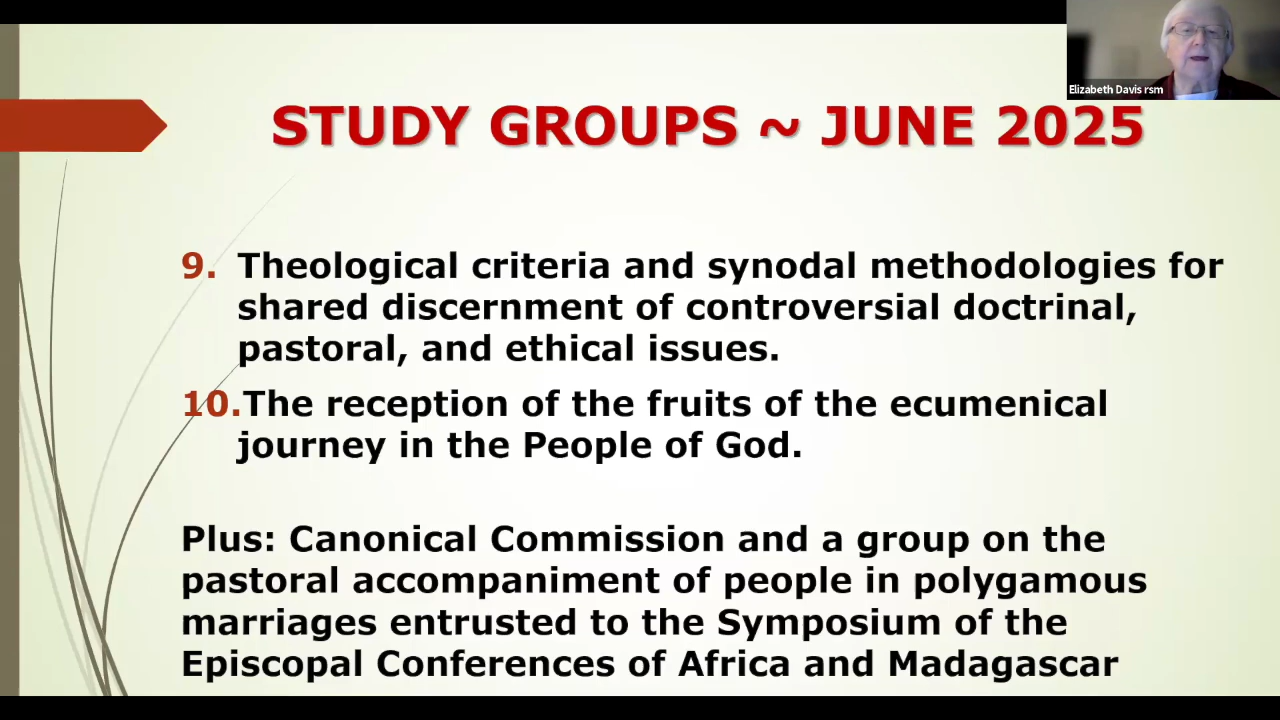 Elizabeth Davis rsm
STUDY GROUPS ~ JUNE 2025
9. Theological criteria and synodal methodologies for
shared discernment of controversial doctrinal,
pastoral, and ethical issues.
10.The reception of the fruits of the ecumenical
journey in the People of God.
Plus: Canonical Commission and a group on the
pastoral accompaniment of people in polygamous
marriages entrusted to the Symposium of the
Episcopal Conferences of Africa and Madagascar